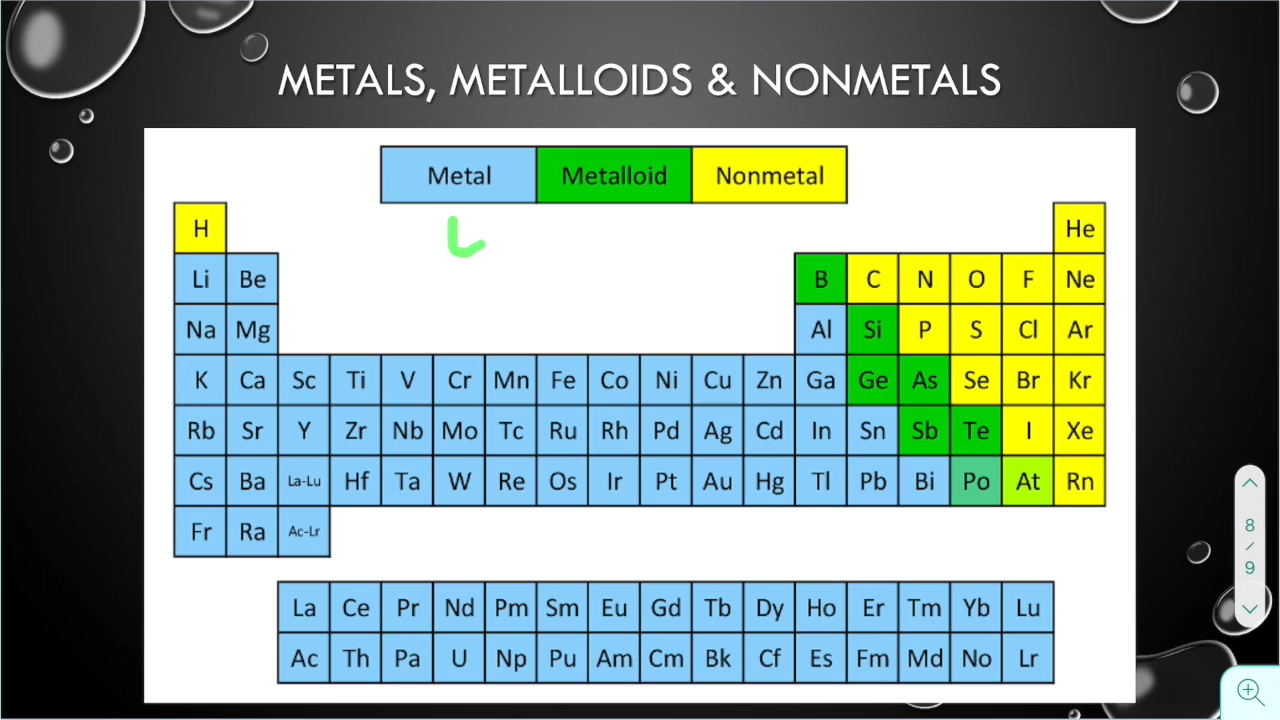 METALS, METALLOIDS & NONMETALS
Metal Metalloid Nonmetal
L
H He
Li Be B C N O F Ne
Na Mg Al Si P S Cl Ar
K Ca Sc Ti V Cr Mn Fe Co Ni Cu Zn Ga Ge As Se Br Kr
Rb Sr Y Zr Nb Mo Tc Ru Rh Pd Ag Cd In Sn Sb Te I Xe
Cs Ba La-Lu Hf Ta W Re Os Ir Pt Au Hg Tl Pb Bi Po At Rn
Fr Ra Ac-Lr
La Ce Pr Nd Pm Sm Eu Gd Tb Dy Ho Er Tm Yb Lu
Ac Th Pa U Np Pu Am Cm Bk Cf Es Fm Md No Lr
8
/
9